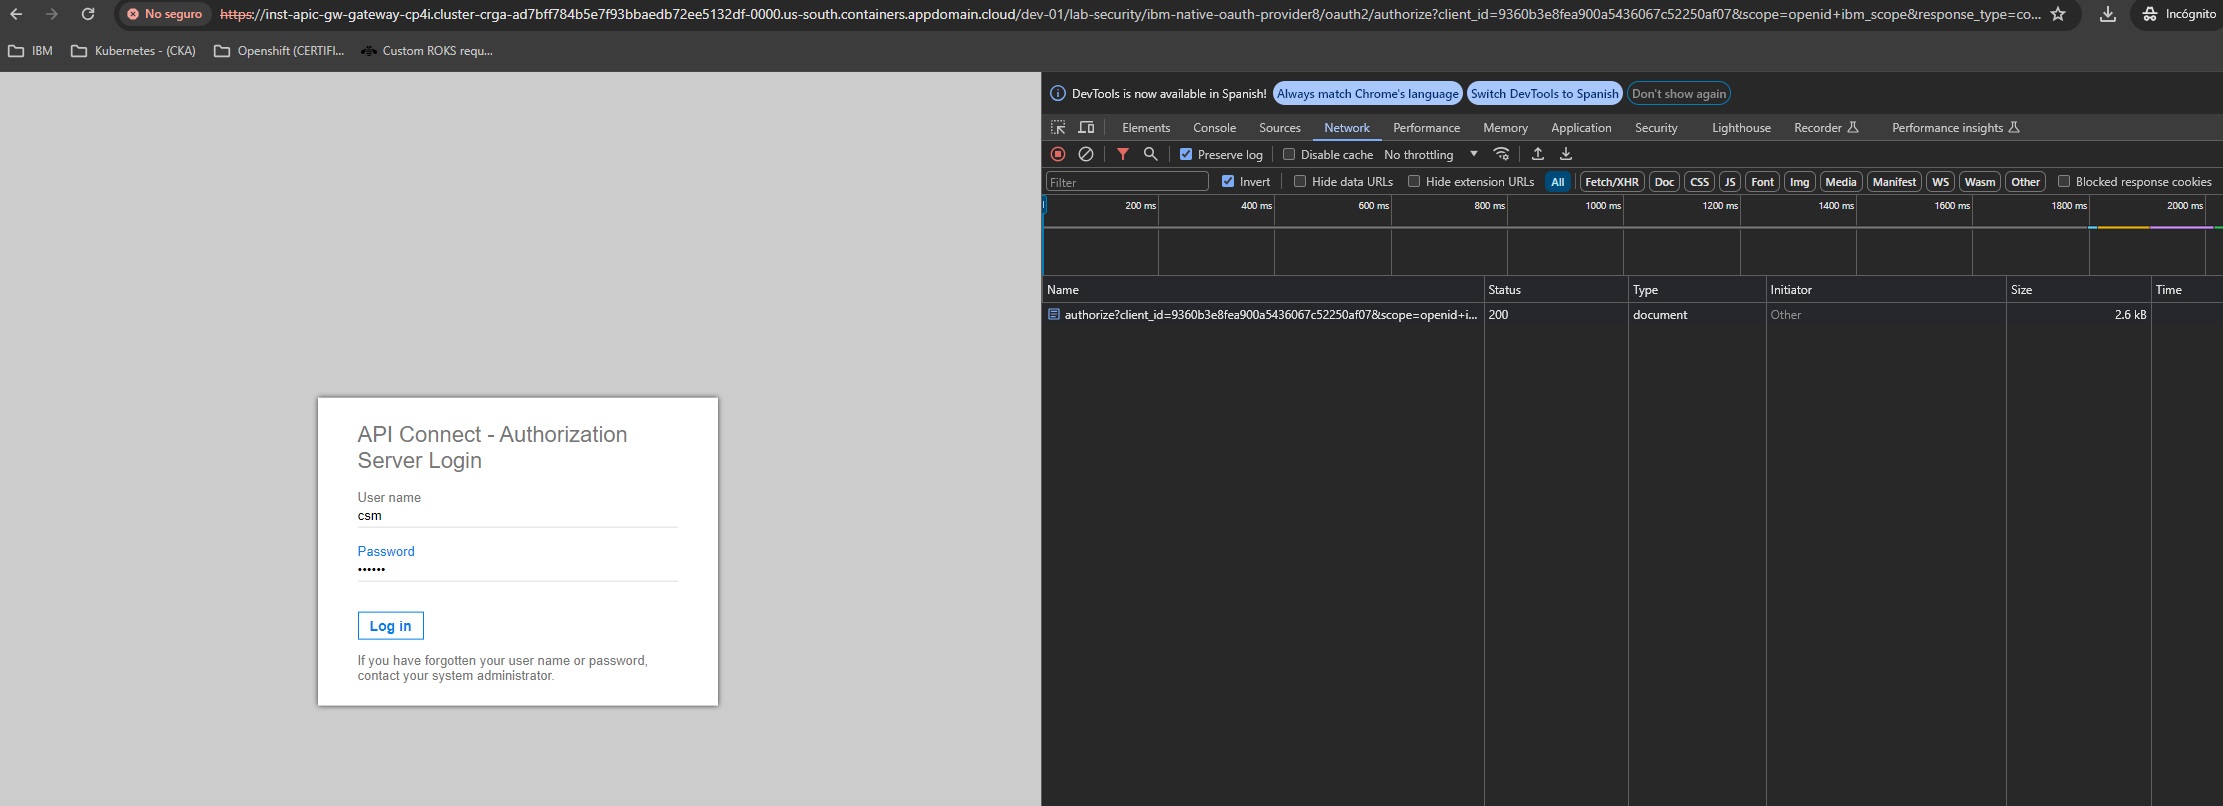 No seguro
https://inst-apic-gw-gateway-cp4i.cluster-crga-ad7bff784b5e7f93bbaedb72ee5132df-0000.us-south.containers.appdomain.cloud/dev-01/lab-security/ibm-native-oauth-provider8/oauth2/authorize?client_id=9360b3e8fea900a5436067c52250af07&scope=openid+ibm_scope&response_type=co...
Incógnito
IBM
Kubernetes - (CKA)
Openshift (CERTIFI...
Custom ROKS requ...
API Connect - Authorization
Server Login
User name
csm
Password
••••••
Log in
If you have forgotten your user name or password,
contact your system administrator.
DevTools is now available in Spanish! Always match Chrome's language Switch DevTools to Spanish Don't show again
Elements Console Sources Network Performance Memory Application Security Lighthouse Recorder Performance insights
Preserve log Disable cache No throttling
Filter Invert Hide data URLs Hide extension URLs All Fetch/XHR Doc CSS JS Font Img Media Manifest WS Wasm Other Blocked response cookies
200 ms 400 ms 600 ms 800 ms 1000 ms 1200 ms 1400 ms 1600 ms 1800 ms 2000 ms
Name Status Type Initiator Size Time
authorize?client_id=9360b3e8fea900a5436067c52250af07&scope=openid+i... 200 document Other 2.6 kB